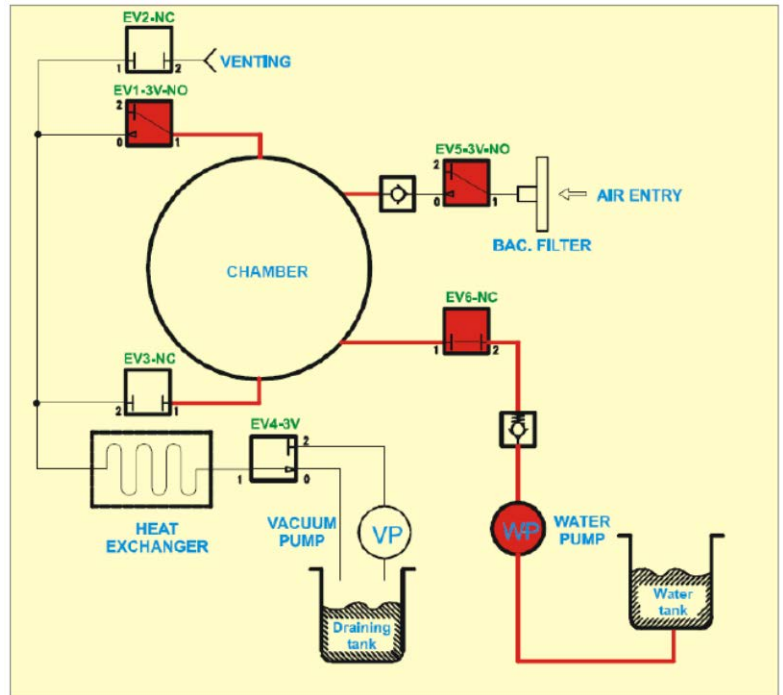 EV2-NC
1 2
VENTING
EV1-3V-NO
2
0 1
EV5-3V-NO
2
0 1
AIR ENTRY
BAC. FILTER
CHAMBER
EV6-NC
1 2
EV3-NC
2 1
EV4-3V
2
1 0
HEAT
EXCHANGER
VACUUM
PUMP
VP
WP
WATER
PUMP
Water
tank
Draining
tank